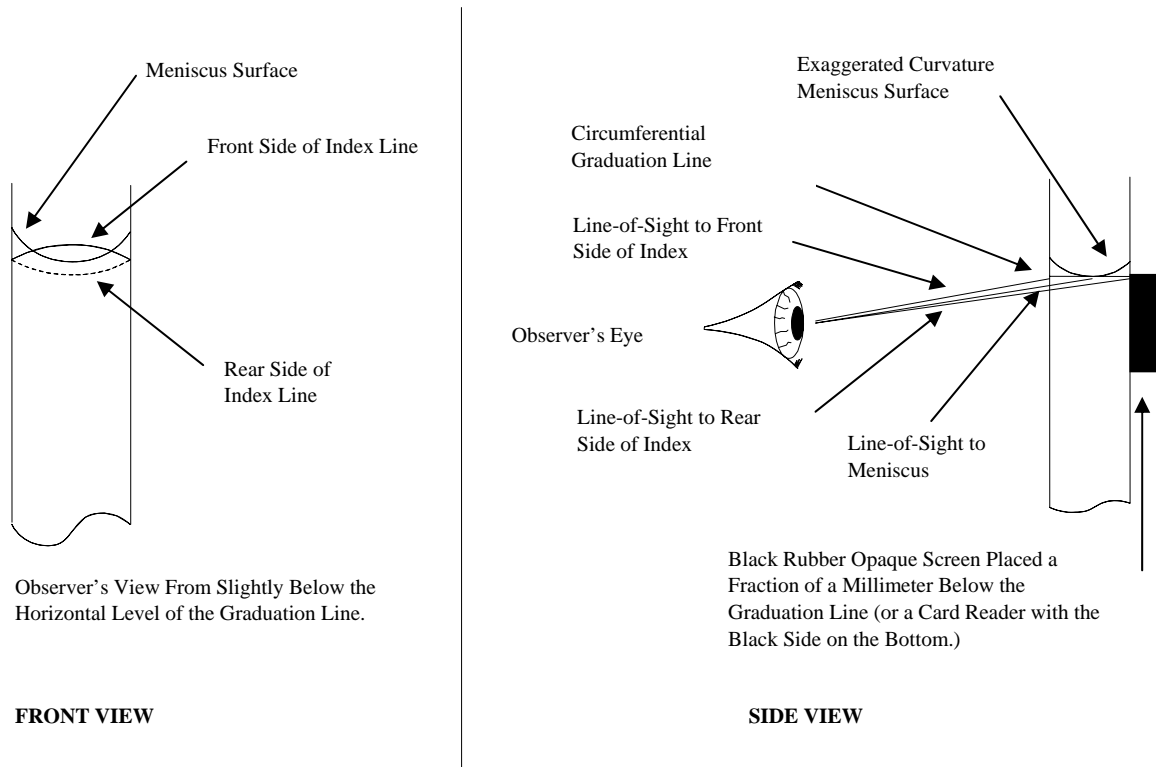 Meniscus Surface
Front Side of Index Line
Rear Side of
Index Line
Observer’s View From Slightly Below the
Horizontal Level of the Graduation Line.
FRONT VIEW
Exaggerated Curvature
Meniscus Surface
Circumferential
Graduation Line
Line-of-Sight to Front
Side of Index
Observer’s Eye
Line-of-Sight to Rear
Side of Index
Line-of-Sight to
Meniscus
Black Rubber Opaque Screen Placed a
Fraction of a Millimeter Below the
Graduation Line (or a Card Reader with the
Black Side on the Bottom.)
SIDE VIEW